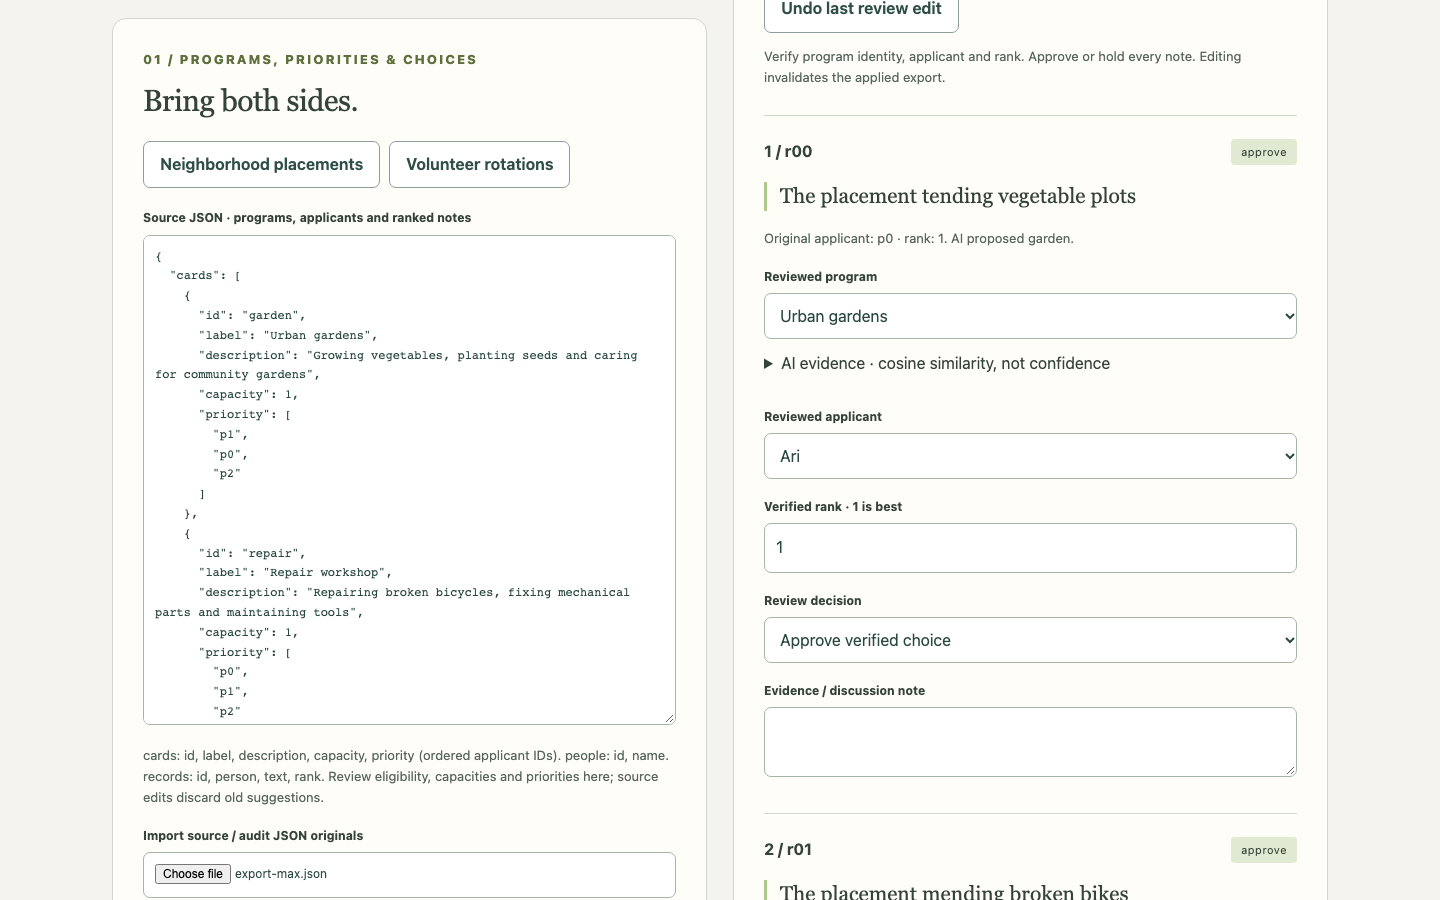 01 / PROGRAMS, PRIORITIES & CHOICES
Bring both sides.
Neighborhood placements
Volunteer rotations
Source JSON · programs, applicants and ranked notes
{
  "cards": [
    {
      "id": "garden",
      "label": "Urban gardens",
      "description": "Growing vegetables, planting seeds and caring
for community gardens",
      "capacity": 1,
      "priority": [
        "p1",
        "p0",
        "p2"
      ]
    },
    {
      "id": "repair",
      "label": "Repair workshop",
      "description": "Repairing broken bicycles, fixing mechanical
parts and maintaining tools",
      "capacity": 1,
      "priority": [
        "p0",
        "p1",
        "p2"
cards: id, label, description, capacity, priority (ordered applicant IDs). people: id, name.
records: id, person, text, rank. Review eligibility, capacities and priorities here; source
edits discard old suggestions.
Import source / audit JSON originals
Choose file export-max.json
Undo last review edit
Verify program identity, applicant and rank. Approve or hold every note. Editing
invalidates the applied export.
1 / r00
approve
The placement tending vegetable plots
Original applicant: p0 · rank: 1. AI proposed garden.
Reviewed program
Urban gardens
▶ AI evidence · cosine similarity, not confidence
Reviewed applicant
Ari
Verified rank · 1 is best
1
Review decision
Approve verified choice
Evidence / discussion note
2 / r01
approve
The placement mending broken bikes